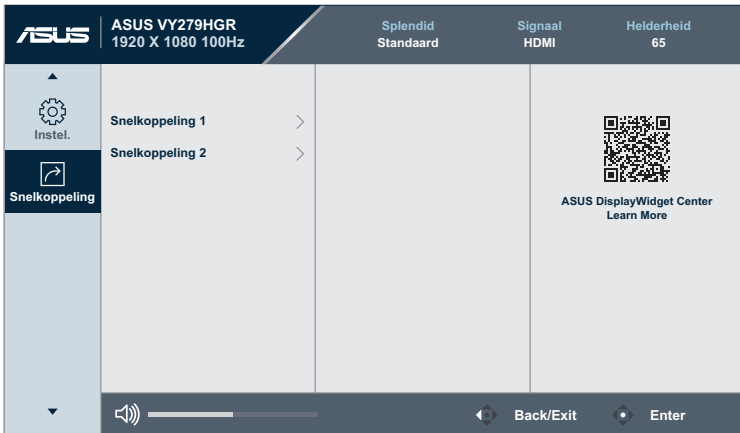 ASUS
ASUS VY279HGR
1920 X 1080 100Hz
Splendid
Standaard
Signaal
HDMI
Helderheid
65
Instel.
Snelkoppeling
Snelkoppeling 1
Snelkoppeling 2
ASUS DisplayWidget Center
Learn More
Back/Exit
Enter